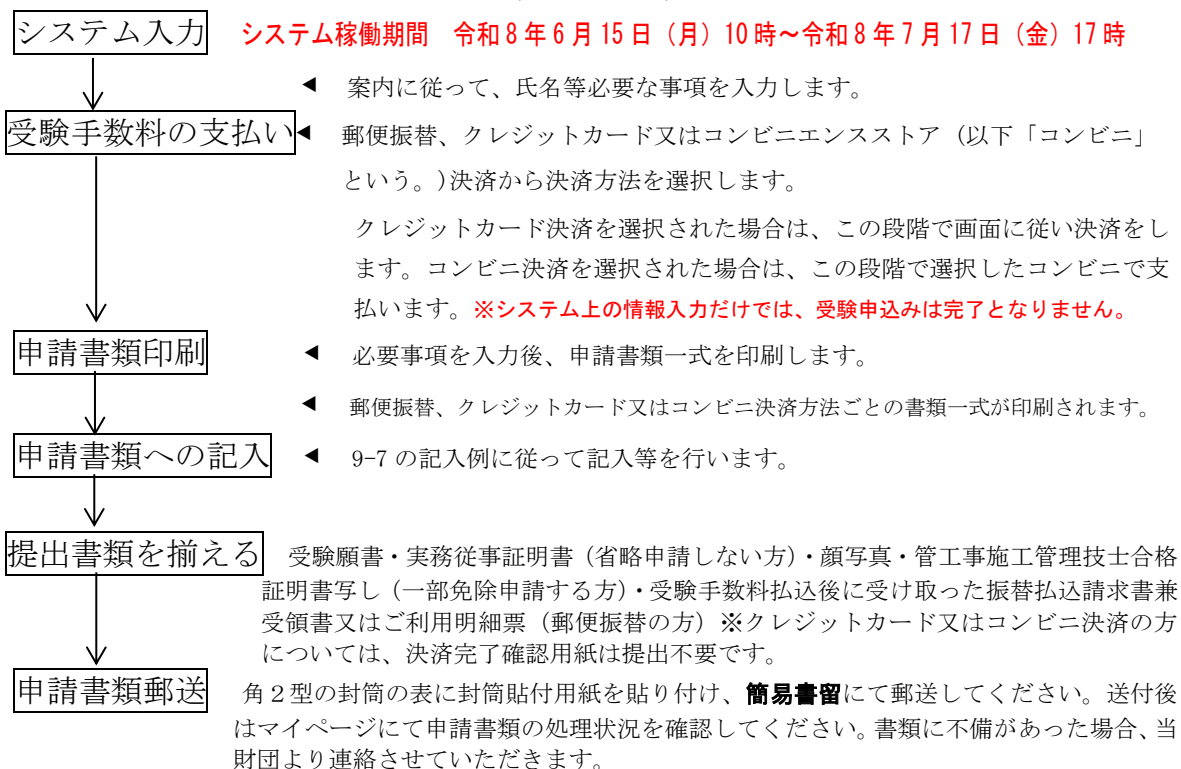 システム入力　システム稼働期間　令和8年6月15日（月）10時～令和8年7月17日（金）17時
◀　案内に従って、氏名等必要な事項を入力します。
受験手数料の支払い◀　郵便振替、クレジットカード又はコンビニエンスストア（以下「コンビニ」
という。）決済から決済方法を選択します。
クレジットカード決済を選択された場合は、この段階で画面に従い決済をし
ます。コンビニ決済を選択された場合は、この段階で選択したコンビニで支
払います。※システム上の情報入力だけでは、受験申込みは完了となりません。
申請書類印刷　◀　必要事項を入力後、申請書類一式を印刷します。
◀　郵便振替、クレジットカード又はコンビニ決済方法ごとの書類一式が印刷されます。
申請書類への記入　◀　9-7の記入例に従って記入等を行います。
提出書類を揃える　受験願書・実務従事証明書（省略申請しない方）・顔写真・管工事施工管理技士合格
証明書写し（一部免除申請する方）・受験手数料払込後に受け取った振替払込請求書兼
受領書又はご利用明細票（郵便振替の方）※クレジットカード又はコンビニ決済の方
については、決済完了確認用紙は提出不要です。
申請書類郵送　角２型の封筒の表に封筒貼付用紙を貼り付け、簡易書留にて郵送してください。送付後
はマイページにて申請書類の処理状況を確認してください。書類に不備があった場合、当
財団より連絡させていただきます。